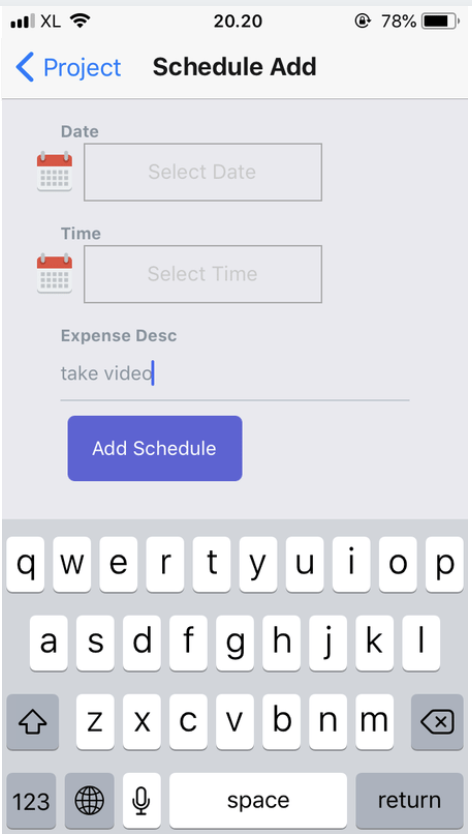 XL 20.20 78%
Project Schedule Add
Date
Select Date
Time
Select Time
Expense Desc
take video
Add Schedule
q w e r t y u i o p
a s d f g h j k l
z x c v b n m
123 space return